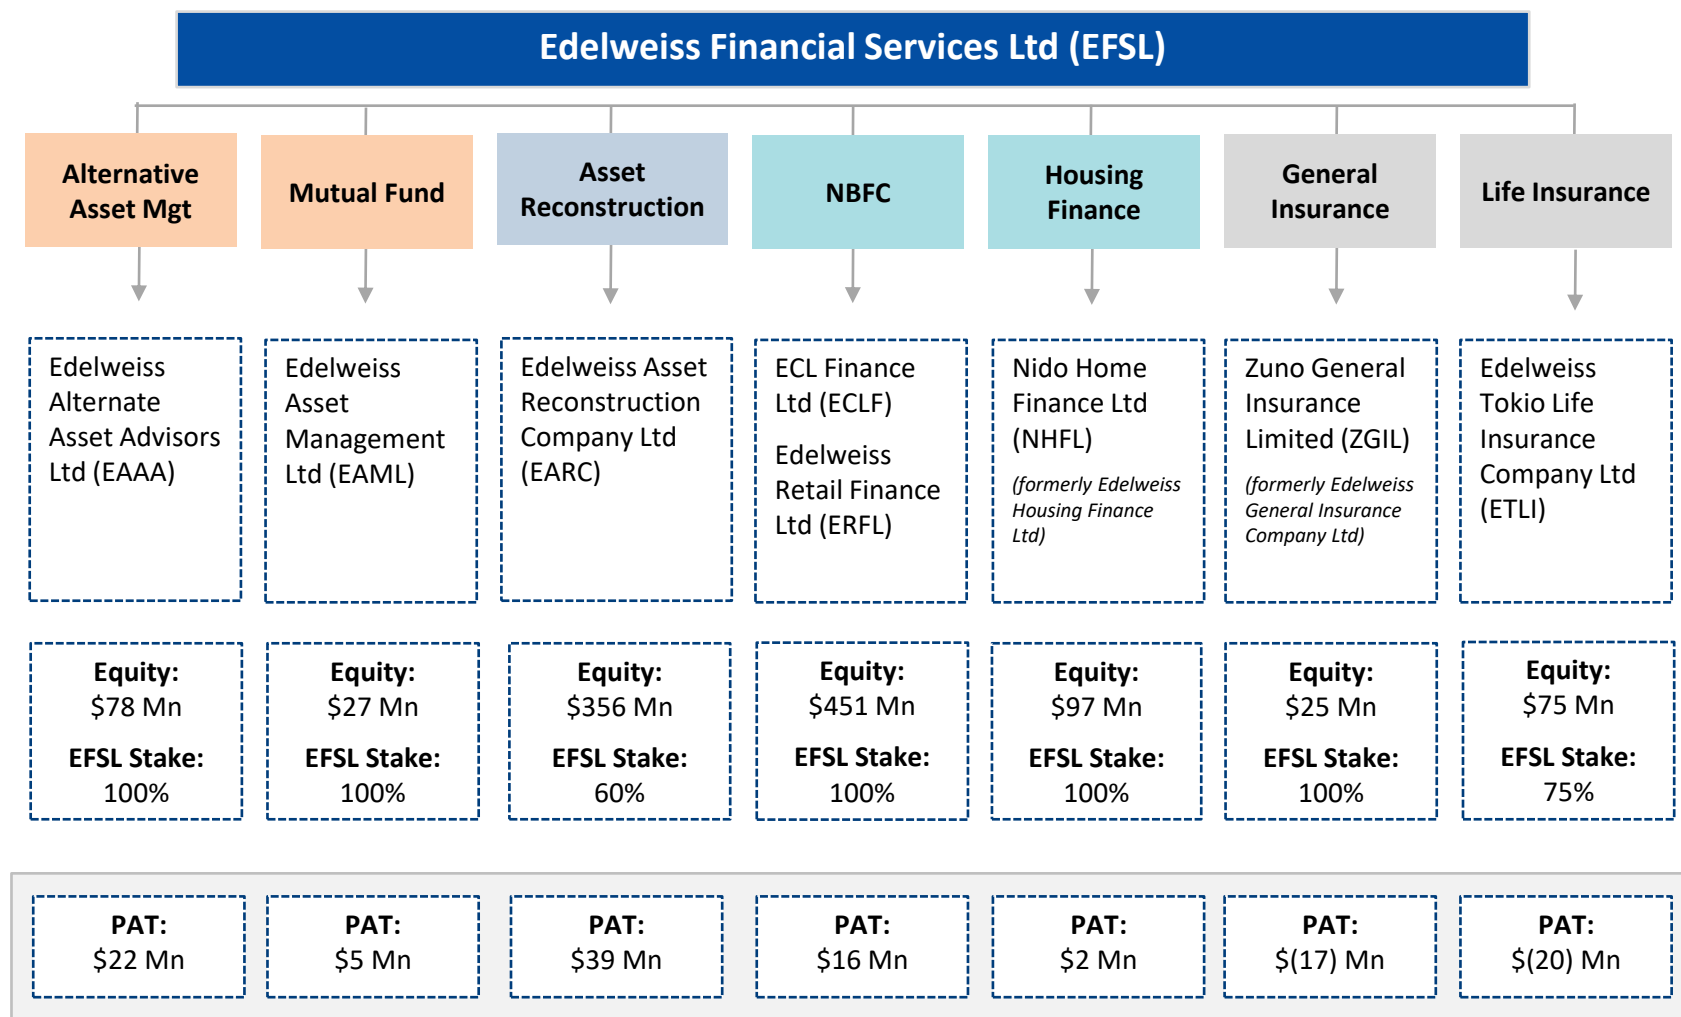 Edelweiss Financial Services Ltd (EFSL)
Alternative
Asset Mgt
Mutual Fund
Asset
Reconstruction
NBFC
Housing
Finance
General
Insurance
Life Insurance
Edelweiss
Alternate
Asset Advisors
Ltd (EAAA)
Edelweiss
Asset
Management
Ltd (EAML)
Edelweiss Asset
Reconstruction
Company Ltd
(EARC)
ECL Finance
Ltd (ECLF)
Edelweiss
Retail Finance
Ltd (ERFL)
Nido Home
Finance Ltd
(NHFL)
(formerly Edelweiss
Housing Finance
Ltd)
Zuno General
Insurance
Limited (ZGIL)
(formerly Edelweiss
General Insurance
Company Ltd)
Edelweiss
Tokio Life
Insurance
Company Ltd
(ETLI)
Equity:
$78 Mn
EFSL Stake:
100%
Equity:
$27 Mn
EFSL Stake:
100%
Equity:
$356 Mn
EFSL Stake:
60%
Equity:
$451 Mn
EFSL Stake:
100%
Equity:
$97 Mn
EFSL Stake:
100%
Equity:
$25 Mn
EFSL Stake:
100%
Equity:
$75 Mn
EFSL Stake:
75%
PAT:
$22 Mn
PAT:
$5 Mn
PAT:
$39 Mn
PAT:
$16 Mn
PAT:
$2 Mn
PAT:
$(17) Mn
PAT:
$(20) Mn